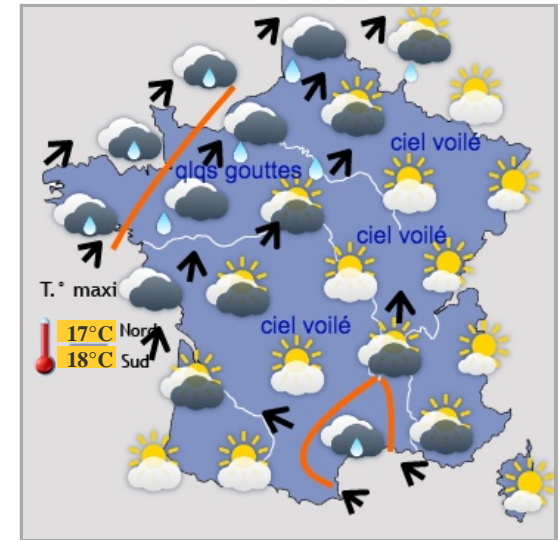 ciel voilé
qlqs gouttes
ciel voilé
T.° maxi
ciel voilé
17°C Nord
18°C Sud